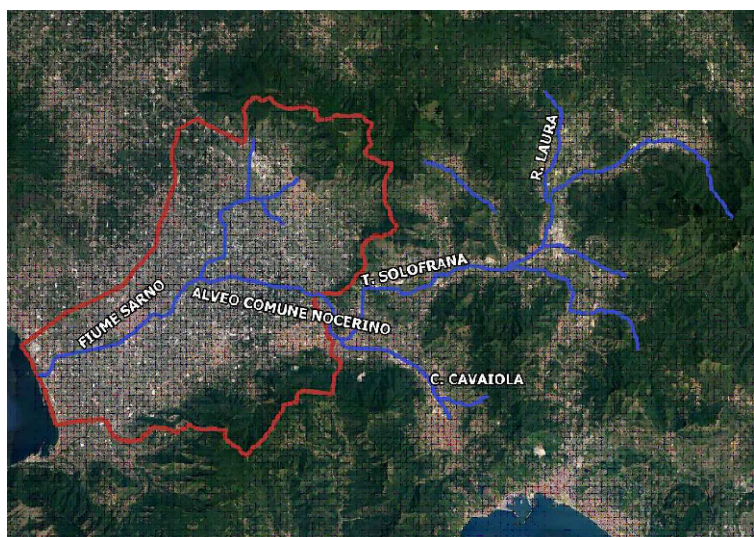 R. LAURA
T. SOLOFRANA
FIUME SARNO
ALVEO COMUNE NOCERINO
C. CAVAIOLA